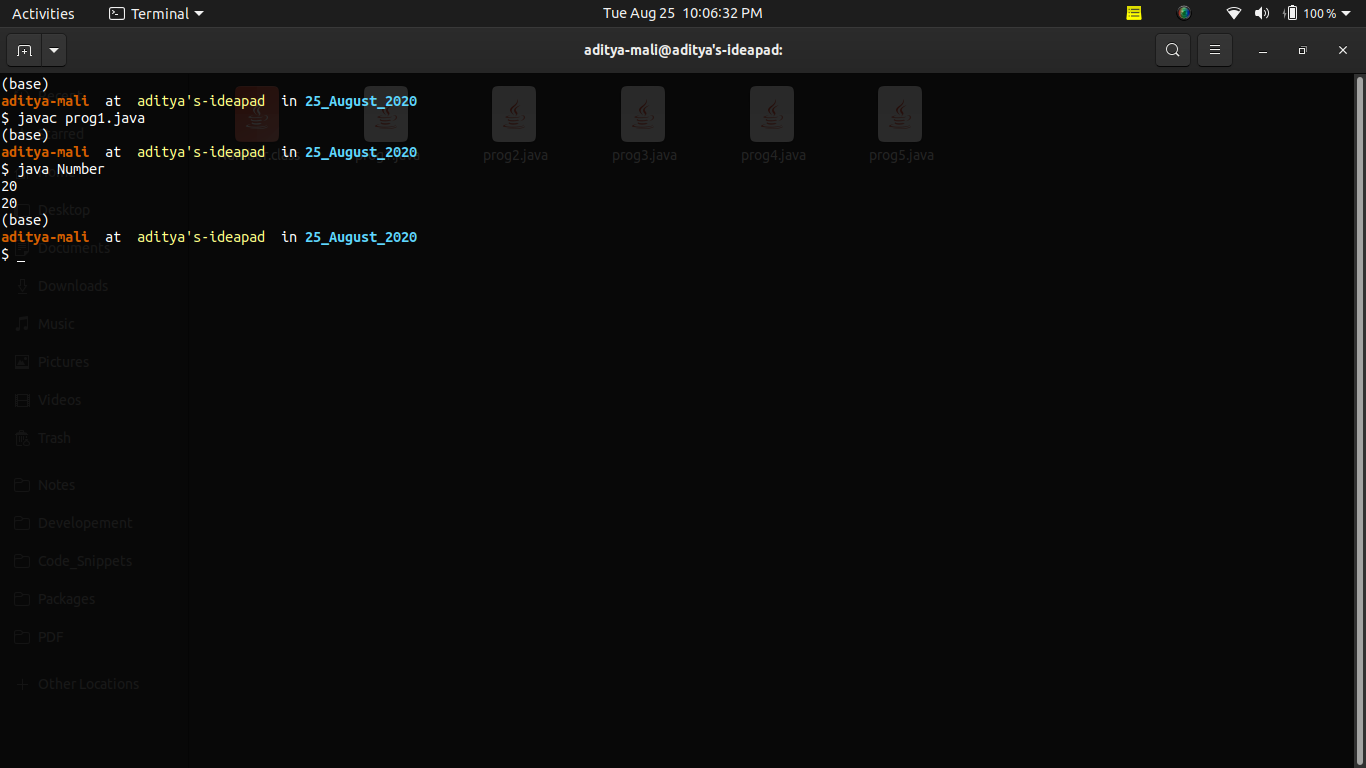 Activities
Terminal
Tue Aug 25 10:06:32 PM
100 %
aditya-mali@aditya's-ideapad:
(base)
aditya-mali at aditya's-ideapad in 25_August_2020
$ javac prog1.java
(base)
aditya-mali at aditya's-ideapad in 25_August_2020
$ java Number
20
20
(base)
aditya-mali at aditya's-ideapad in 25_August_2020
$ _
prog2.java
prog3.java
prog4.java
prog5.java
Desktop
Documents
Downloads
Music
Pictures
Videos
Trash
Notes
Developement
Code_Snippets
Packages
PDF
Other Locations